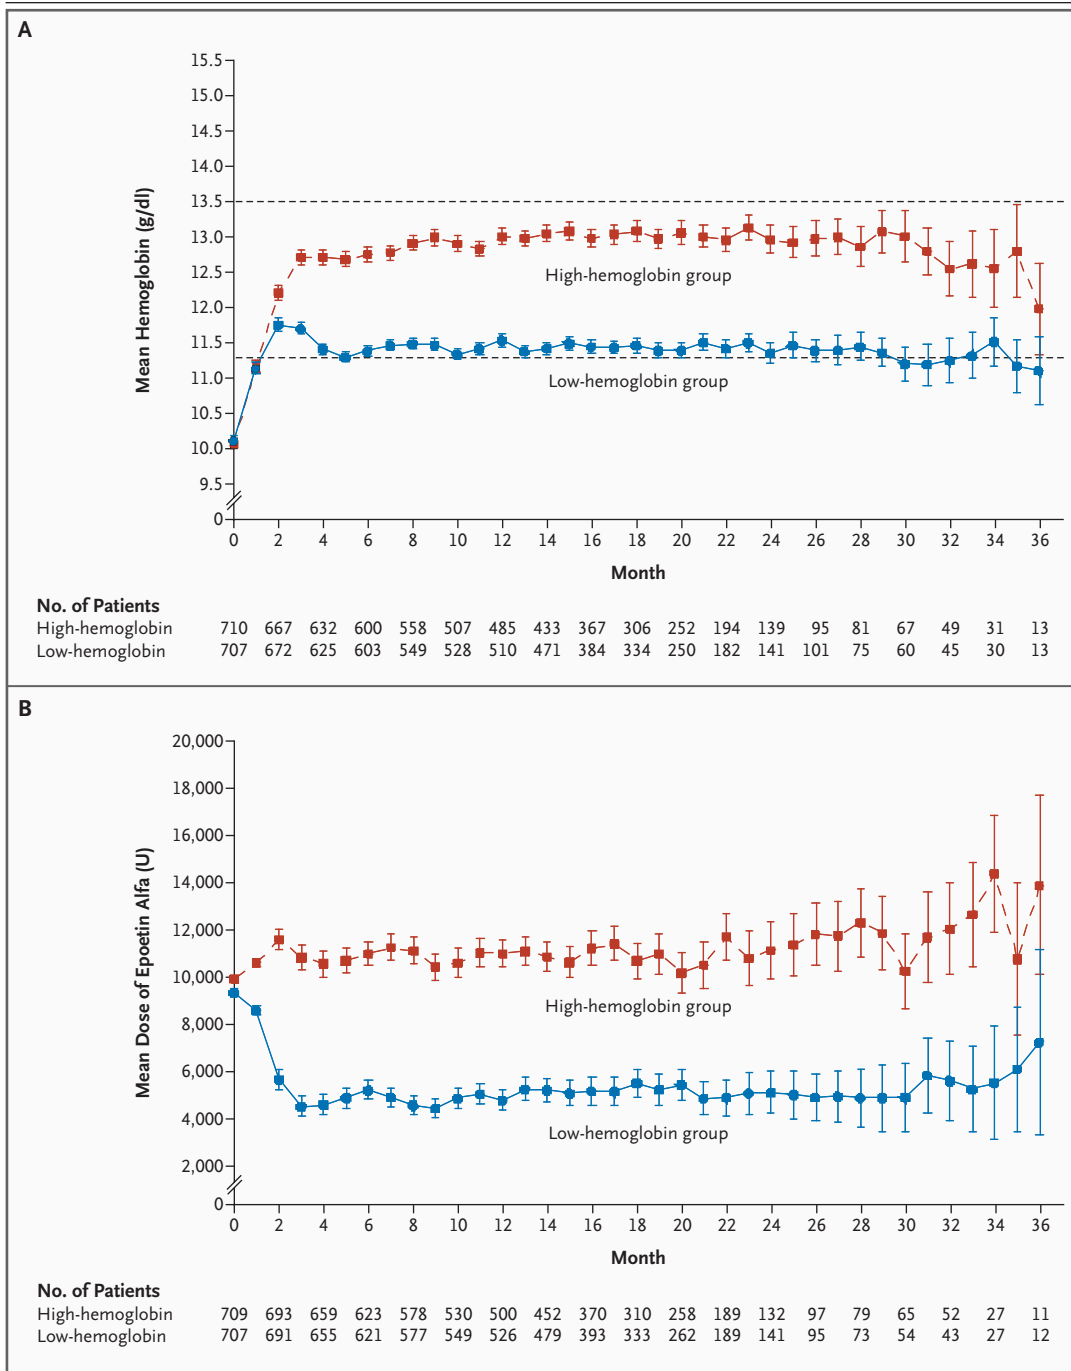 A
15.5
15.0
14.5
14.0
13.5
13.0
12.5
12.0
11.5
11.0
10.5
10.0
9.5
0
Mean Hemoglobin (g/dl)
High-hemoglobin group
Low-hemoglobin group
0 2 4 6 8 10 12 14 16 18 20 22 24 26 28 30 32 34 36
Month
No. of Patients
High-hemoglobin 710 667 632 600 558 507 485 433 367 306 252 194 139 95 81 67 49 31 13
Low-hemoglobin 707 672 625 603 549 528 510 471 384 334 250 182 141 101 75 60 45 30 13
B
20,000
18,000
16,000
14,000
12,000
10,000
8,000
6,000
4,000
2,000
0
Mean Dose of Epoetin Alfa (U)
High-hemoglobin group
Low-hemoglobin group
0 2 4 6 8 10 12 14 16 18 20 22 24 26 28 30 32 34 36
Month
No. of Patients
High-hemoglobin 709 693 659 623 578 530 500 452 370 310 258 189 132 97 79 65 52 27 11
Low-hemoglobin 707 691 655 621 577 549 526 479 393 333 262 189 141 95 73 54 43 27 12